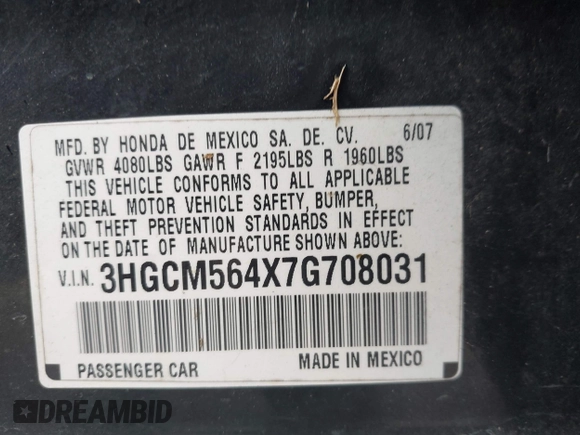 MFD. BY HONDA DE MEXICO SA. DE. CV. 6/07
GVWR 4080LBS GAWR F 2195LBS R 1960LBS
THIS VEHICLE CONFORMS TO ALL APPLICABLE
FEDERAL MOTOR VEHICLE SAFETY, BUMPER,
AND THEFT PREVENTION STANDARDS IN EFFECT
ON THE DATE OF MANUFACTURE SHOWN ABOVE:
V.I.N. 3HGCM564X7G708031
PASSENGER CAR MADE IN MEXICO
DREAMBID